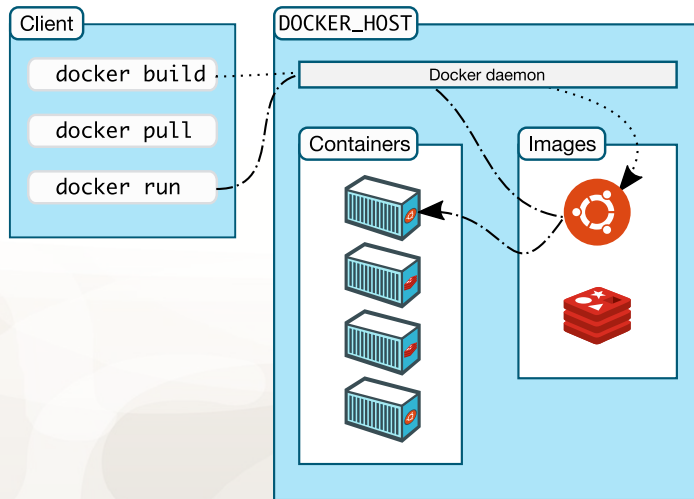 Client
docker build
docker pull
docker run
DOCKER_HOST
Docker daemon
Containers
Images